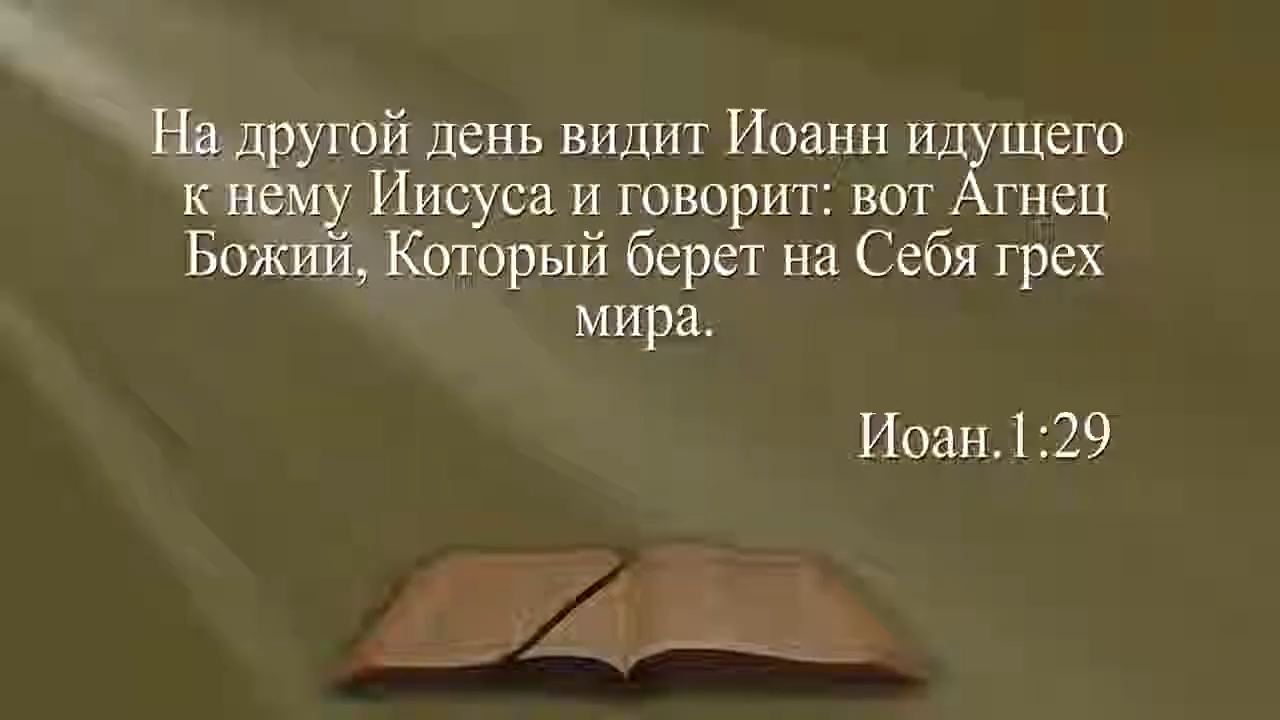 На другой день видит Иоанн идущего
к нему Иисуса и говорит: вот Агнец
Божий, Который берет на Себя грех
мира.
Иоан.1:29